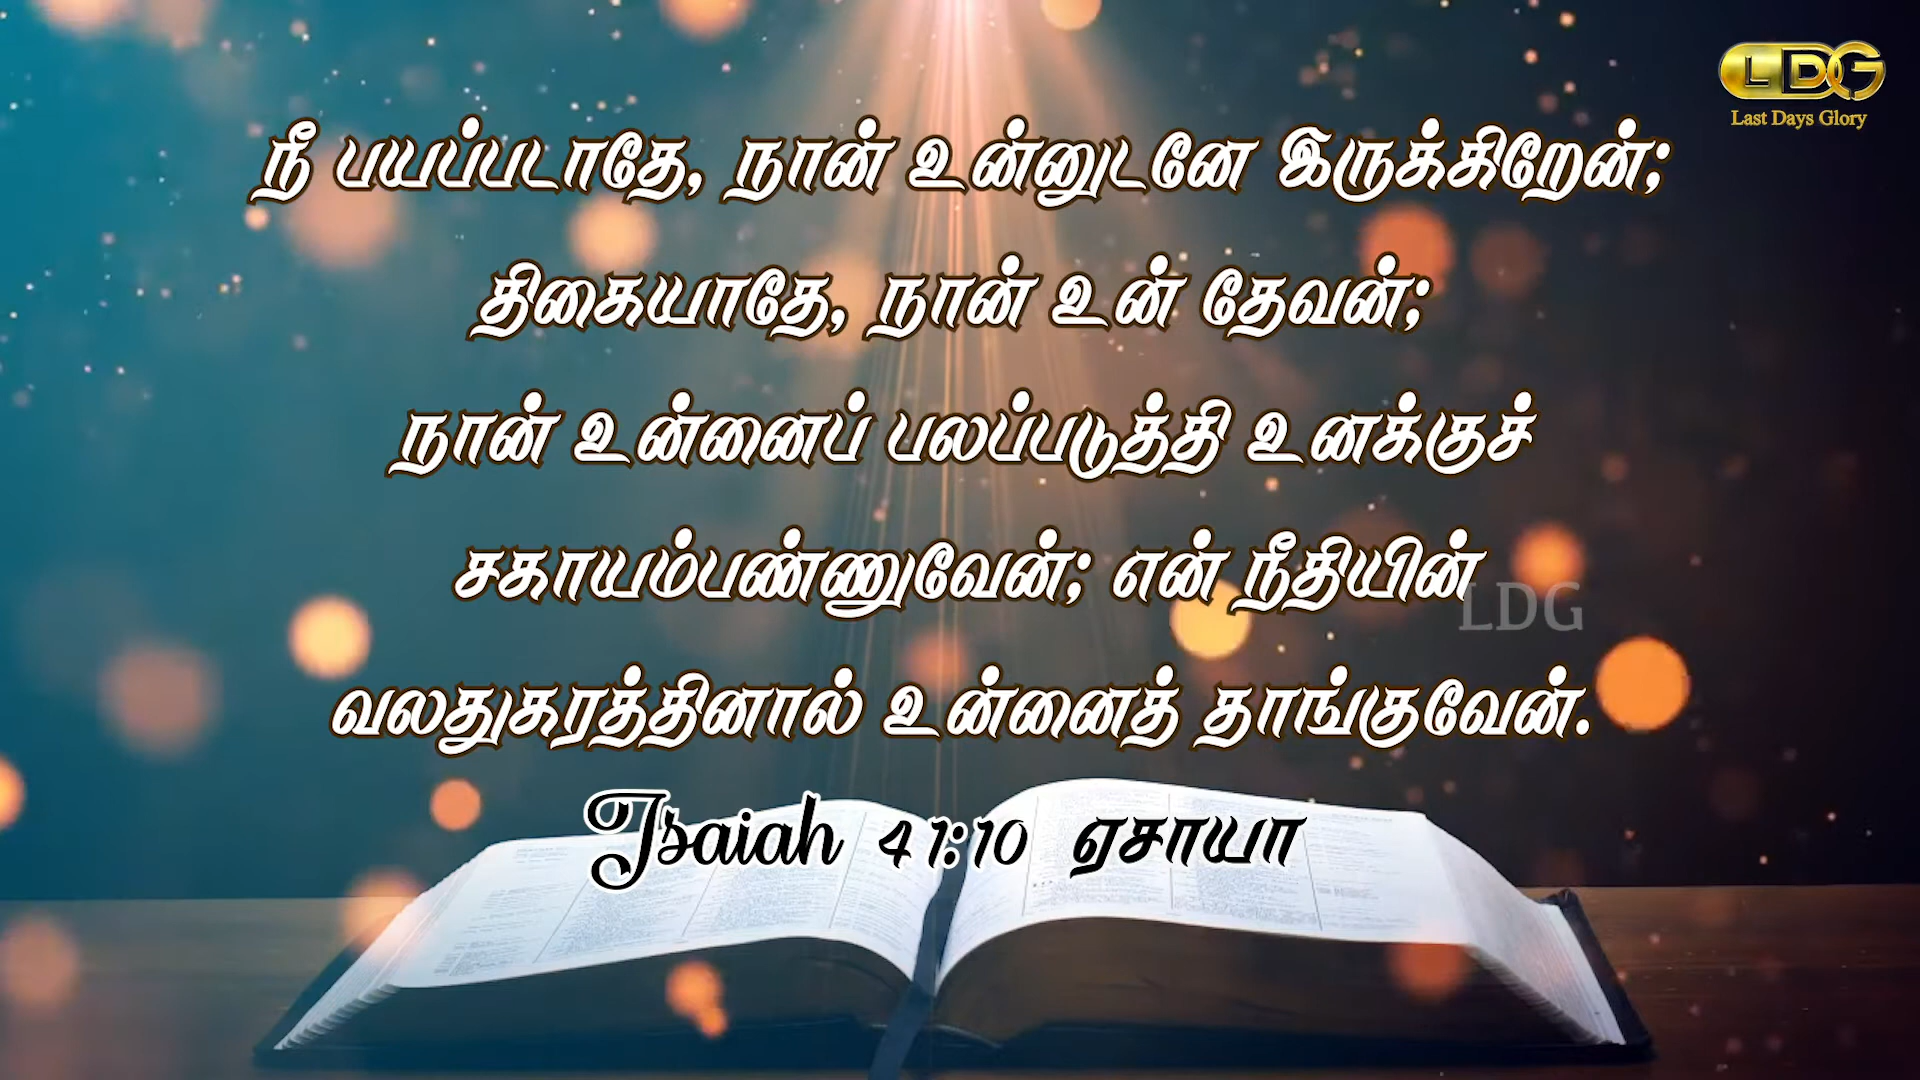 LDG
Last Days Glory
நீ பயப்படாதே, நான் உன்னுடனே இருக்கிறேன்;
திகையாதே, நான் உன் தேவன்;
நான் உன்னைப் பலப்படுத்தி உனக்குச்
சகாயம்பண்ணுவேன்; என் நீதியின்
LDG
வலதுகரத்தினால் உன்னைத் தாங்குவேன்.
Isaiah 41:10 ஏசாயா